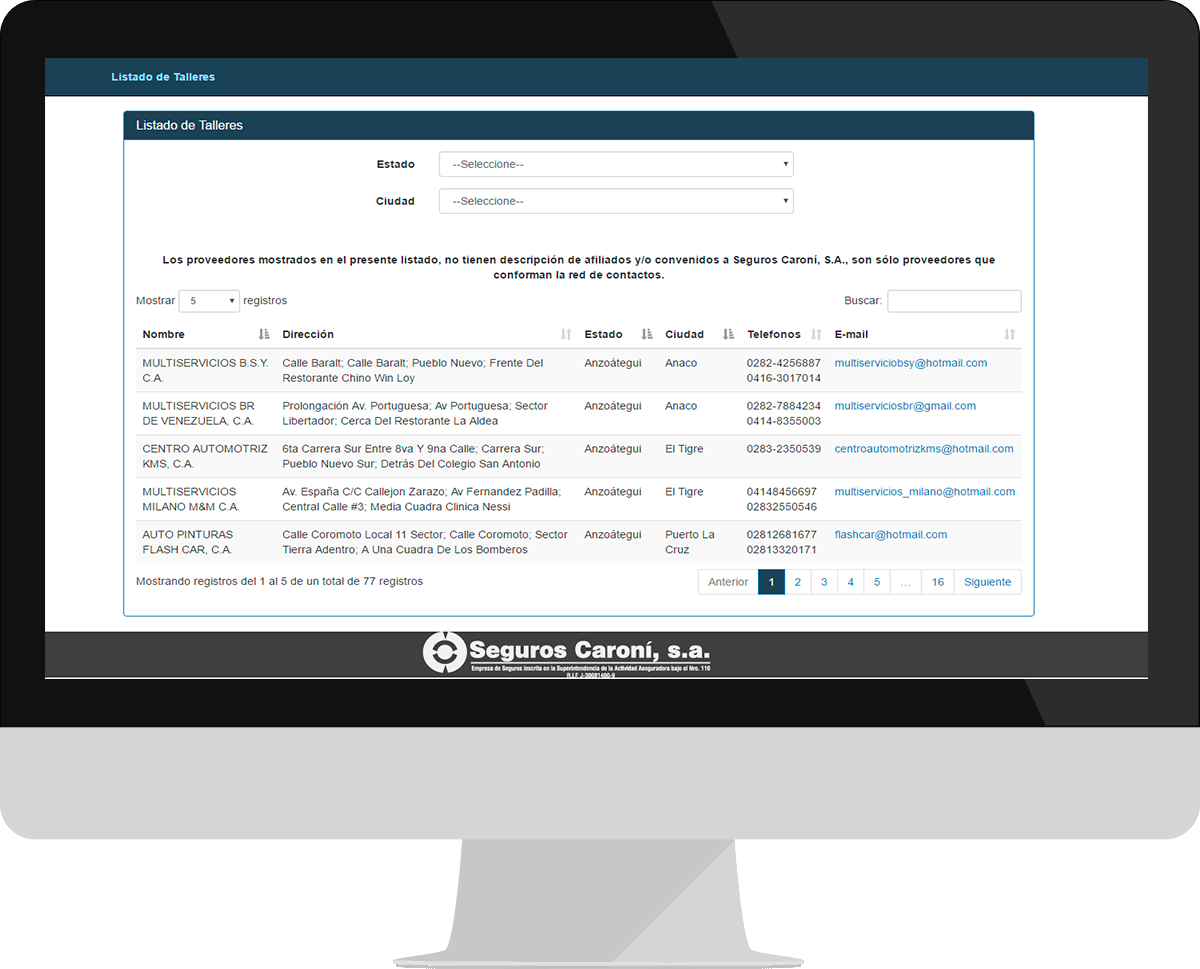 Listado de Talleres
Listado de Talleres
Estado --Seleccione--
Ciudad --Seleccione--
Los proveedores mostrados en el presente listado, no tienen descripción de afiliados y/o convenidos a Seguros Caroní, S.A., son sólo proveedores que
conforman la red de contactos.
Mostrar 5 registros Buscar:
Nombre Dirección Estado Ciudad Telefonos E-mail
MULTISERVICIOS B.S.Y. Calle Baralt; Calle Baralt; Pueblo Nuevo; Frente Del Anzoátegui Anaco 0282-4256887 multiserviciobsy@hotmail.com
C.A. Restorante Chino Win Loy 0416-3017014
MULTISERVICIOS BR Prolongación Av. Portuguesa; Av Portuguesa; Sector Anzoátegui Anaco 0282-7884234 multiserviciosbr@gmail.com
DE VENEZUELA, C.A. Libertador; Cerca Del Restorante La Aldea 0414-8355003
CENTRO AUTOMOTRIZ 6ta Carrera Sur Entre 8va Y 9na Calle; Carrera Sur; Anzoátegui El Tigre 0283-2350539 centroautomotrizkms@hotmail.com
KMS, C.A. Pueblo Nuevo Sur; Detrás Del Colegio San Antonio
MULTISERVICIOS Av. España C/C Callejon Zarazo; Av Fernandez Padilla; Anzoátegui El Tigre 04148456697 multiservicios_milano@hotmail.com
MILANO M&M C.A. Central Calle #3; Media Cuadra Clinica Nessi 02832550546
AUTO PINTURAS Calle Coromoto Local 11 Sector; Calle Coromoto; Sector Anzoátegui Puerto La 02812681677 flashcar@hotmail.com
FLASH CAR, C.A. Tierra Adentro; A Una Cuadra De Los Bomberos Cruz 02813320171
Mostrando registros del 1 al 5 de un total de 77 registros Anterior 1 2 3 4 5 … 16 Siguiente
Seguros Caroní, s.a.
Empresa de Seguros inscrita en la Superintendencia de la Actividad Aseguradora bajo el Nro. 110
R.I.F. J-30081400-9